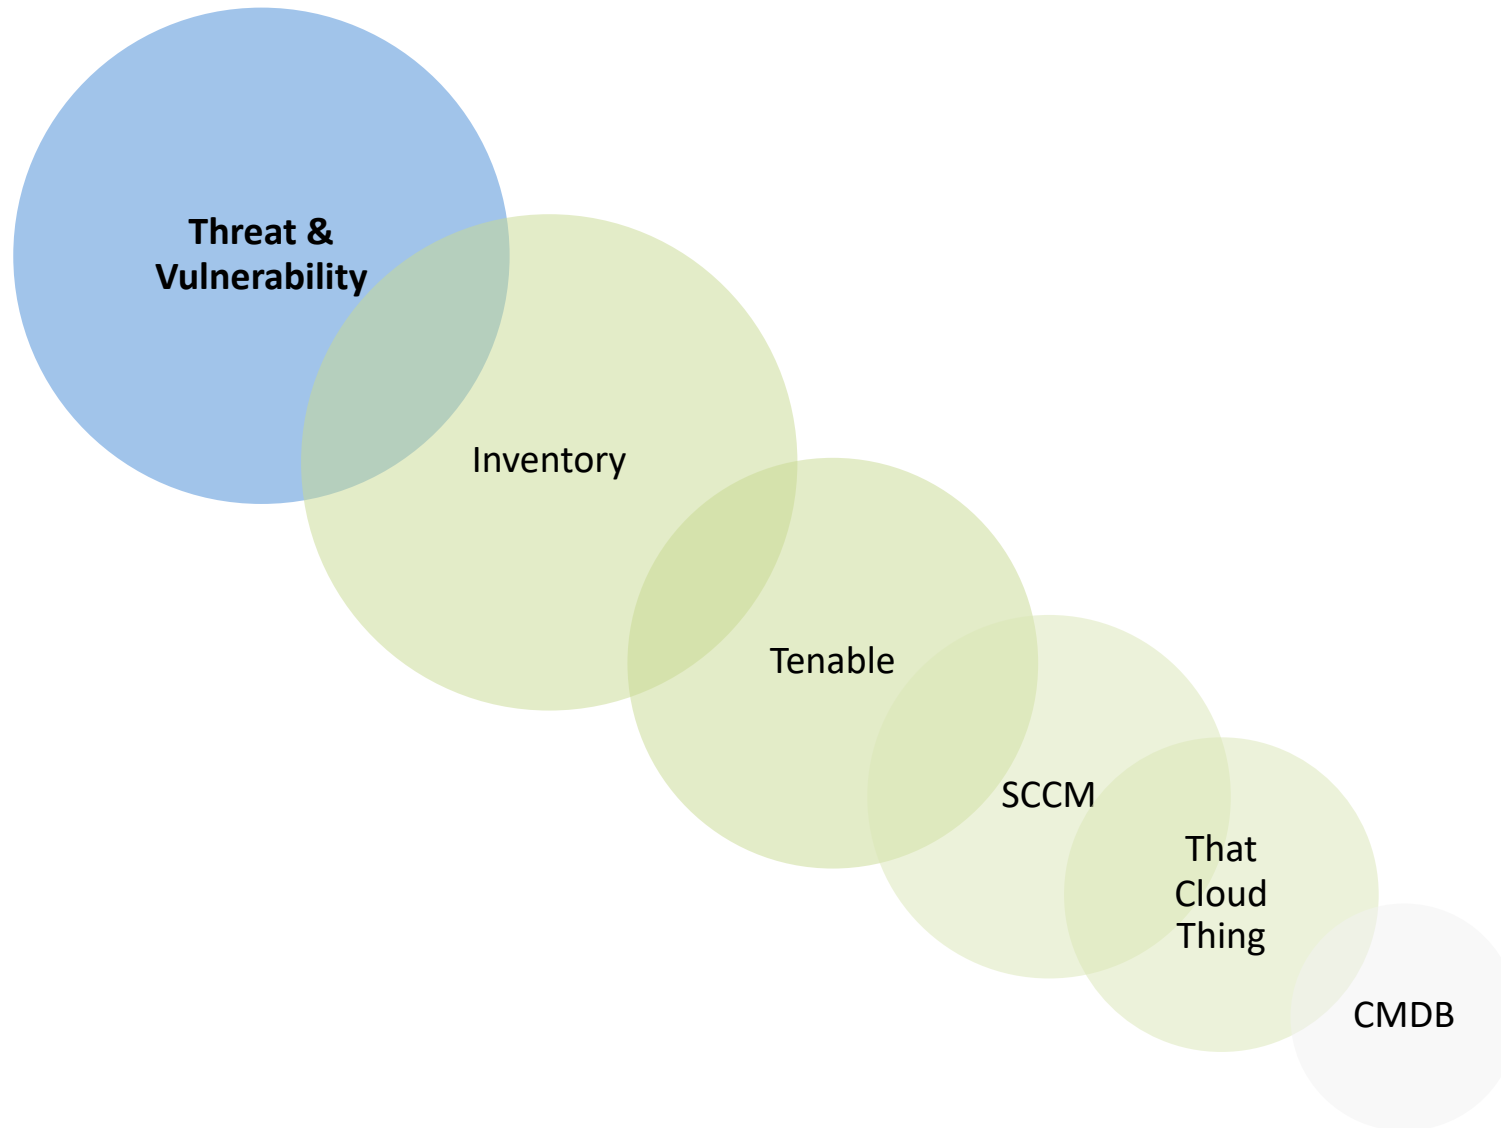 Threat &
Vulnerability
Inventory
Tenable
SCCM
That
Cloud
Thing
CMDB